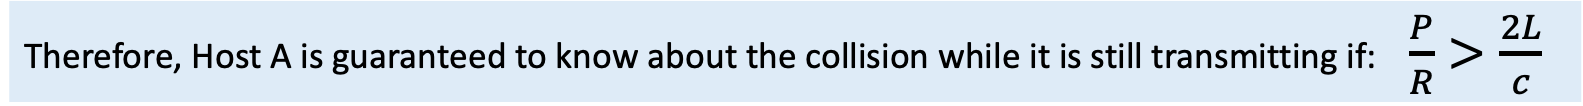 Therefore, Host A is guaranteed to know about the collision while it is still transmitting if: P/R > 2L/c